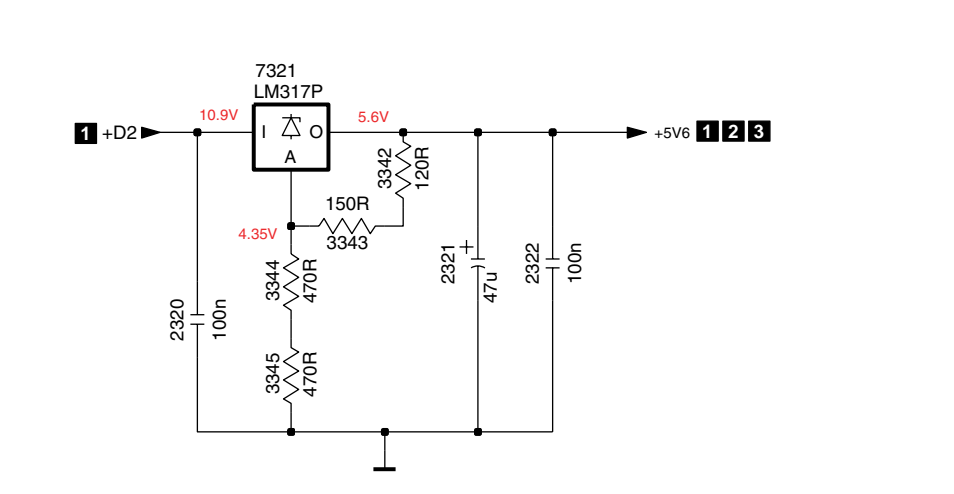 7321
LM317P
10.9V
5.6V
1 +D2
I
O
A
+5V6 1 2 3
3342
120R
150R
3343
4.35V
3344
470R
2321
+
47u
2322
100n
2320
100n
3345
470R